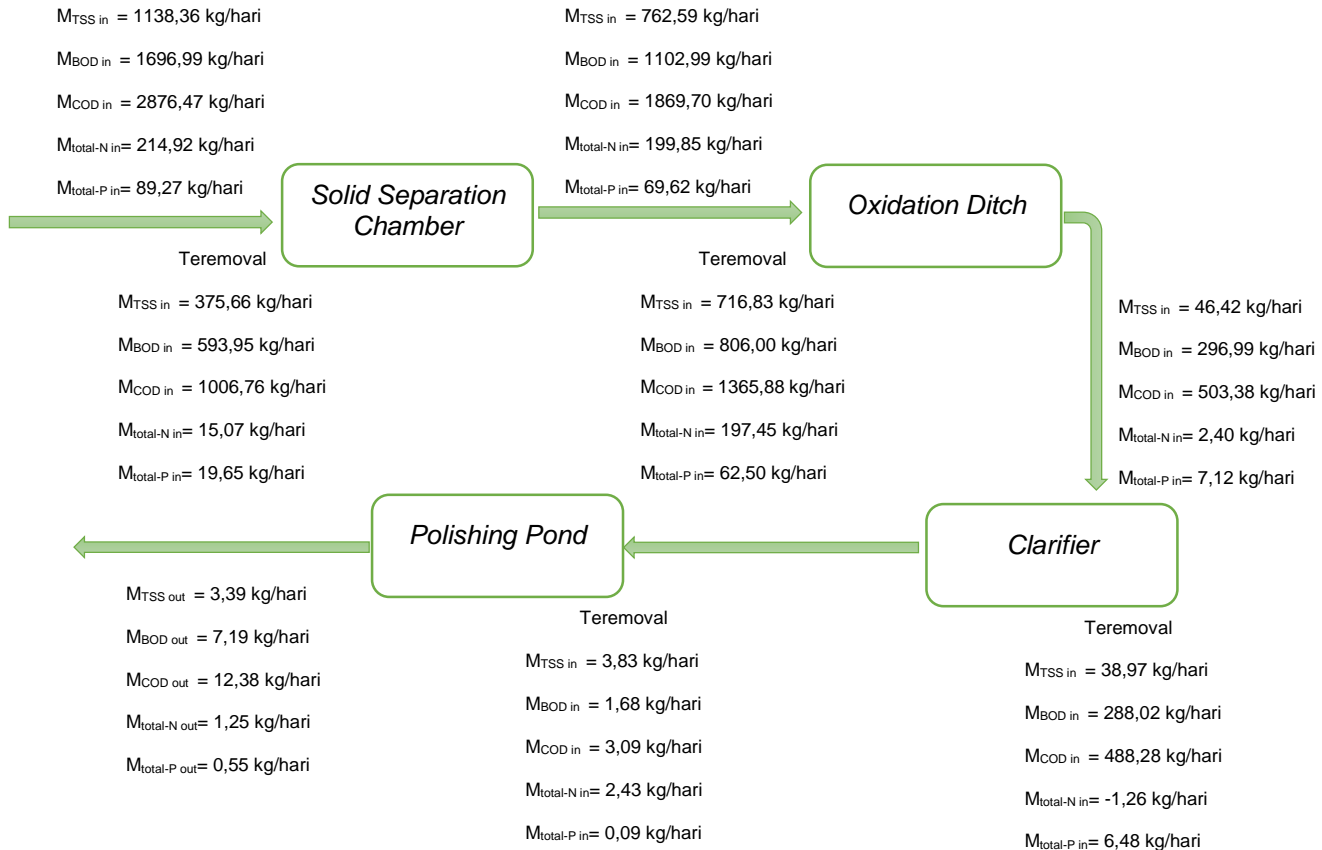 MTSS in = 1138,36 kg/hari
MBOD in = 1696,99 kg/hari
MCOD in = 2876,47 kg/hari
Mtotal-N in= 214,92 kg/hari
Mtotal-P in= 89,27 kg/hari
Solid Separation
Chamber
MTSS in = 762,59 kg/hari
MBOD in = 1102,99 kg/hari
MCOD in = 1869,70 kg/hari
Mtotal-N in= 199,85 kg/hari
Mtotal-P in= 69,62 kg/hari
Oxidation Ditch
Teremoval
MTSS in = 375,66 kg/hari
MBOD in = 593,95 kg/hari
MCOD in = 1006,76 kg/hari
Mtotal-N in= 15,07 kg/hari
Mtotal-P in= 19,65 kg/hari
Teremoval
MTSS in = 716,83 kg/hari
MBOD in = 806,00 kg/hari
MCOD in = 1365,88 kg/hari
Mtotal-N in= 197,45 kg/hari
Mtotal-P in= 62,50 kg/hari
MTSS in = 46,42 kg/hari
MBOD in = 296,99 kg/hari
MCOD in = 503,38 kg/hari
Mtotal-N in= 2,40 kg/hari
Mtotal-P in= 7,12 kg/hari
Clarifier
Teremoval
MTSS in = 38,97 kg/hari
MBOD in = 288,02 kg/hari
MCOD in = 488,28 kg/hari
Mtotal-N in= -1,26 kg/hari
Mtotal-P in= 6,48 kg/hari
Polishing Pond
Teremoval
MTSS in = 3,83 kg/hari
MBOD in = 1,68 kg/hari
MCOD in = 3,09 kg/hari
Mtotal-N in= 2,43 kg/hari
Mtotal-P in= 0,09 kg/hari
MTSS out = 3,39 kg/hari
MBOD out = 7,19 kg/hari
MCOD out = 12,38 kg/hari
Mtotal-N out= 1,25 kg/hari
Mtotal-P out= 0,55 kg/hari